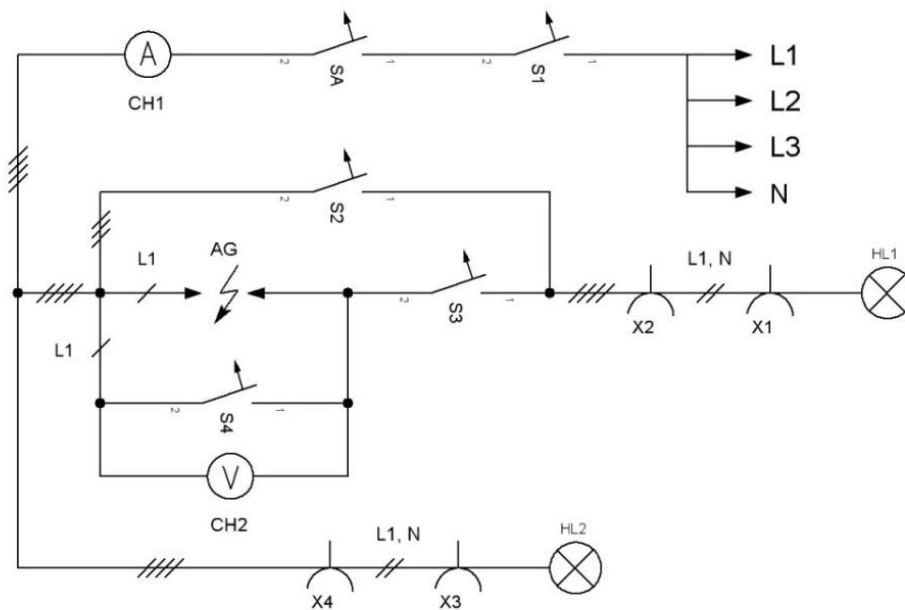 A
CH1
2
SA
1
2
S1
1
L1
L2
L3
N
2
S2
1
L1
AG
2
S3
1
X2
L1, N
X1
HL1
L1
2
S4
1
V
CH2
X4
L1, N
X3
HL2